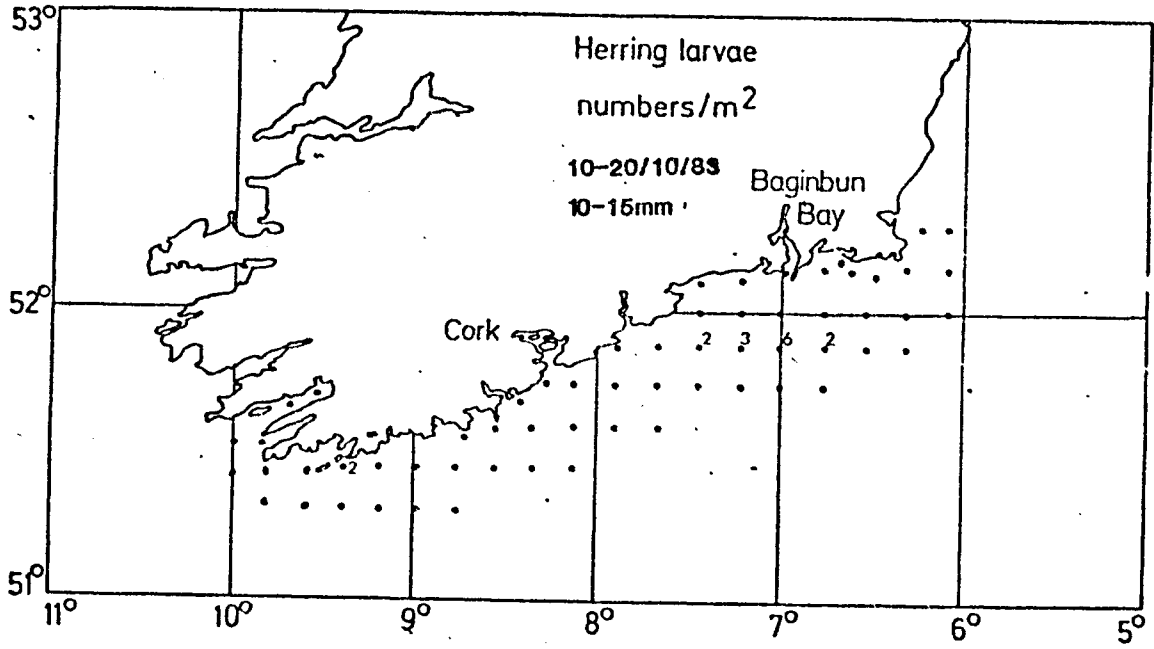 53°
Herring larvae
numbers/m²
10-20/10/83
10-15mm
Baginbun
Bay
52°
Cork
2 3 6 2
2
51°
11° 10° 9° 8° 7° 6° 5°